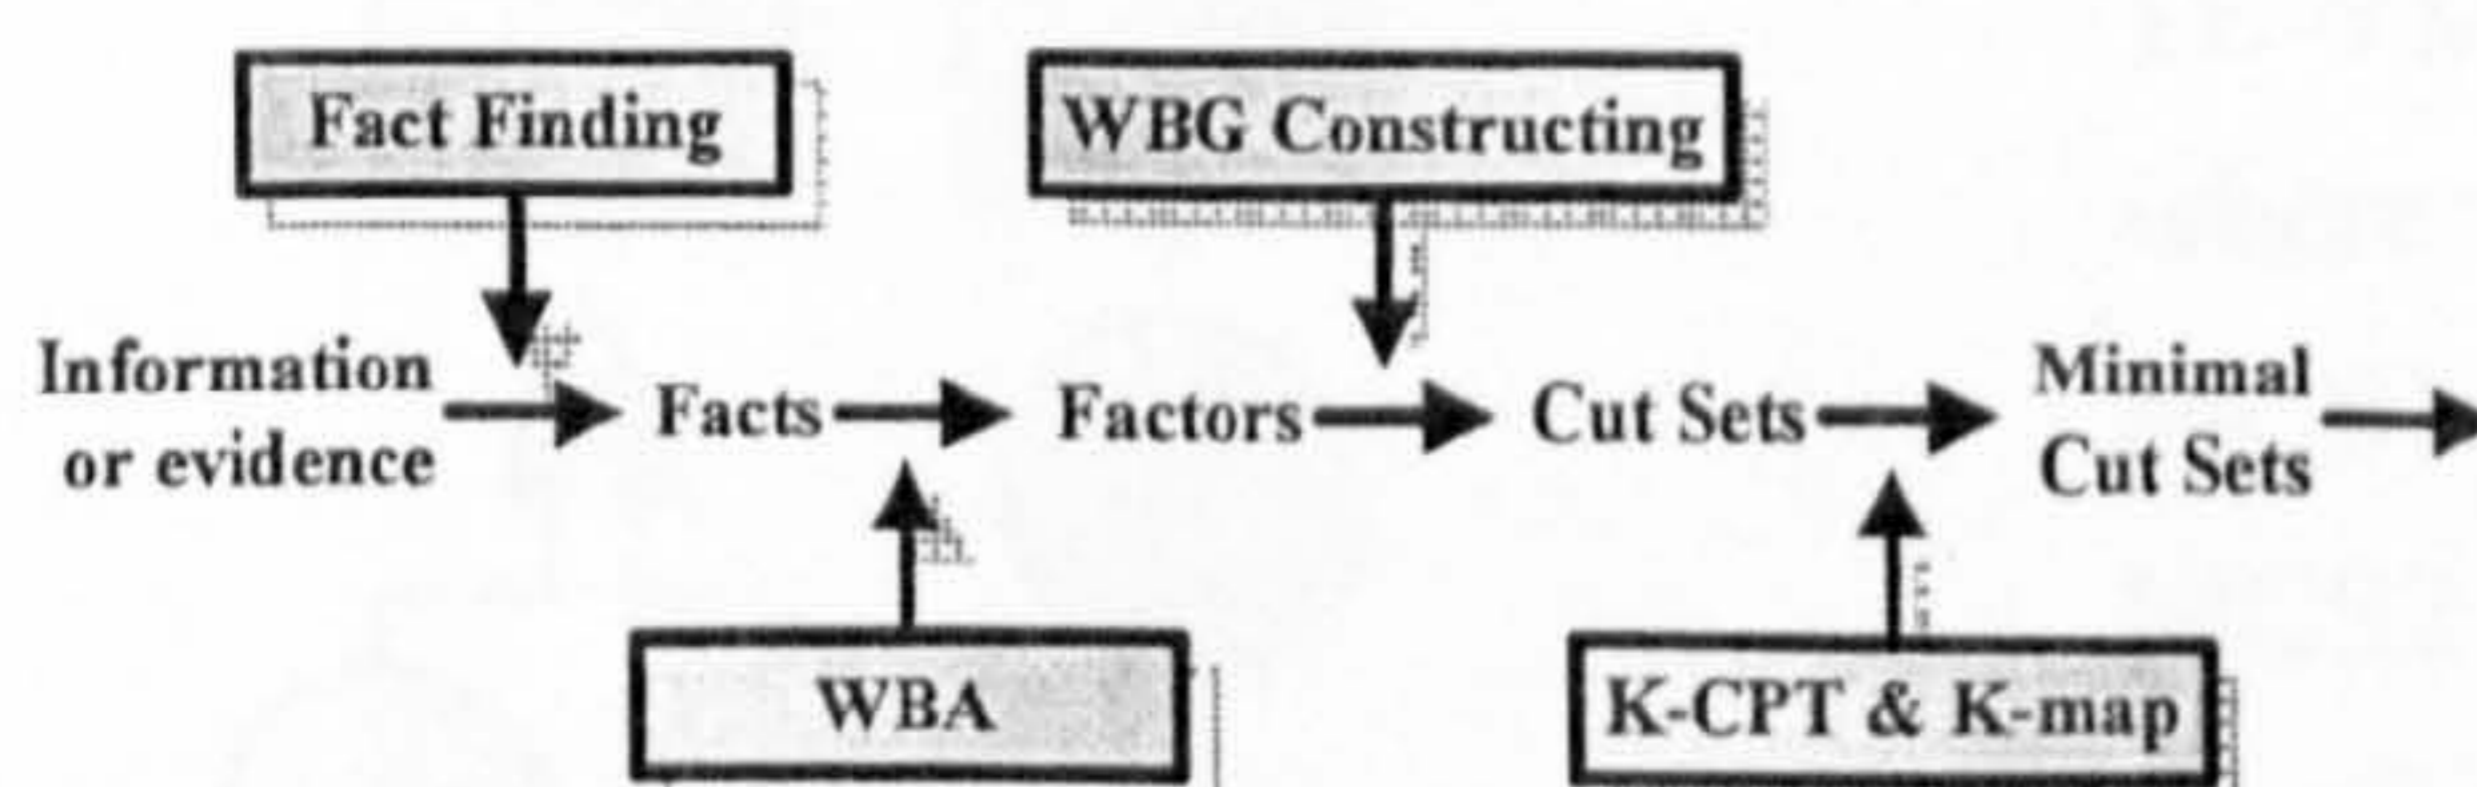 Fact Finding
WBG Constructing
Information
or evidence
Facts
Factors
Cut Sets
Minimal
Cut Sets
WBA
K-CPT & K-map